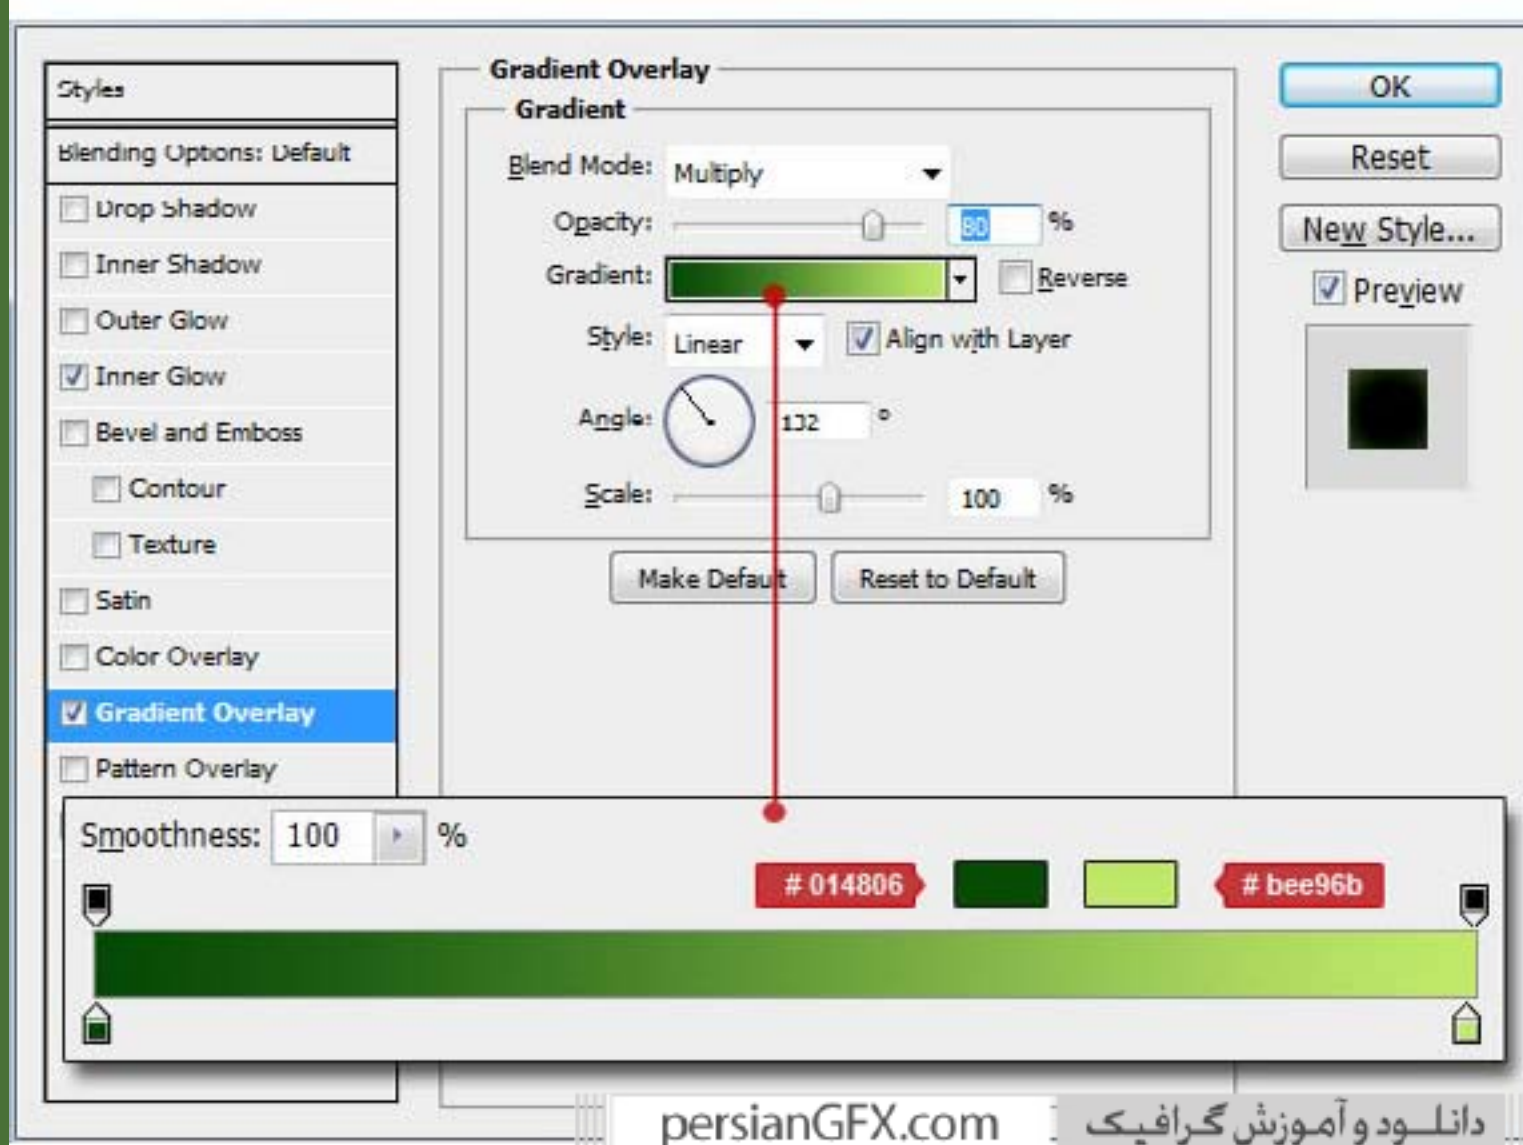 Styles
Blending Options: Default
Drop Shadow
Inner Shadow
Outer Glow
Inner Glow
Bevel and Emboss
Contour
Texture
Satin
Color Overlay
Gradient Overlay
Pattern Overlay
Gradient Overlay
Gradient
Blend Mode: Multiply
Opacity: 80 %
Gradient: Reverse
Style: Linear Align with Layer
Angle: 132 °
Scale: 100 %
Make Default Reset to Default
OK
Reset
New Style...
Preview
Smoothness: 100 %
# 014806 # bee96b
persianGFX.com دانلود و آموزش گرافیک